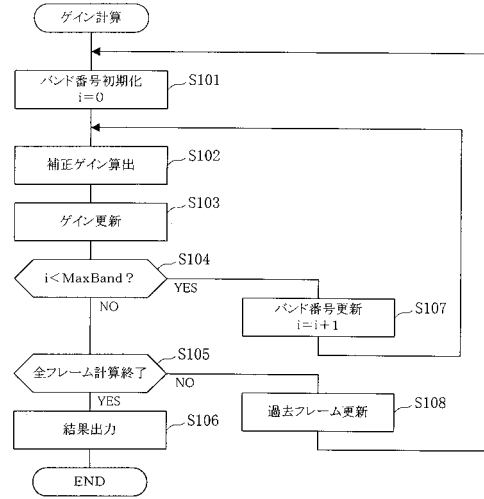 ゲイン計算
バンド番号初期化
i=0
S101
補正ゲイン算出
S102
ゲイン更新
S103
i<MaxBand?
S104
YES
NO
バンド番号更新
i=i+1
S107
全フレーム計算終了
S105
NO
YES
過去フレーム更新
S108
結果出力
S106
END